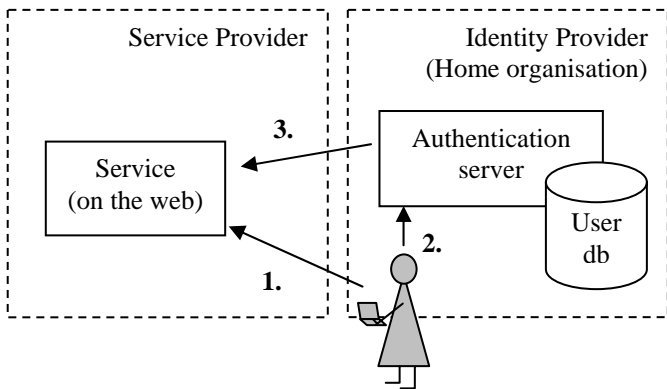 Service Provider
Identity Provider
(Home organisation)
3.
Authentication
server
Service
(on the web)
User
db
2.
1.